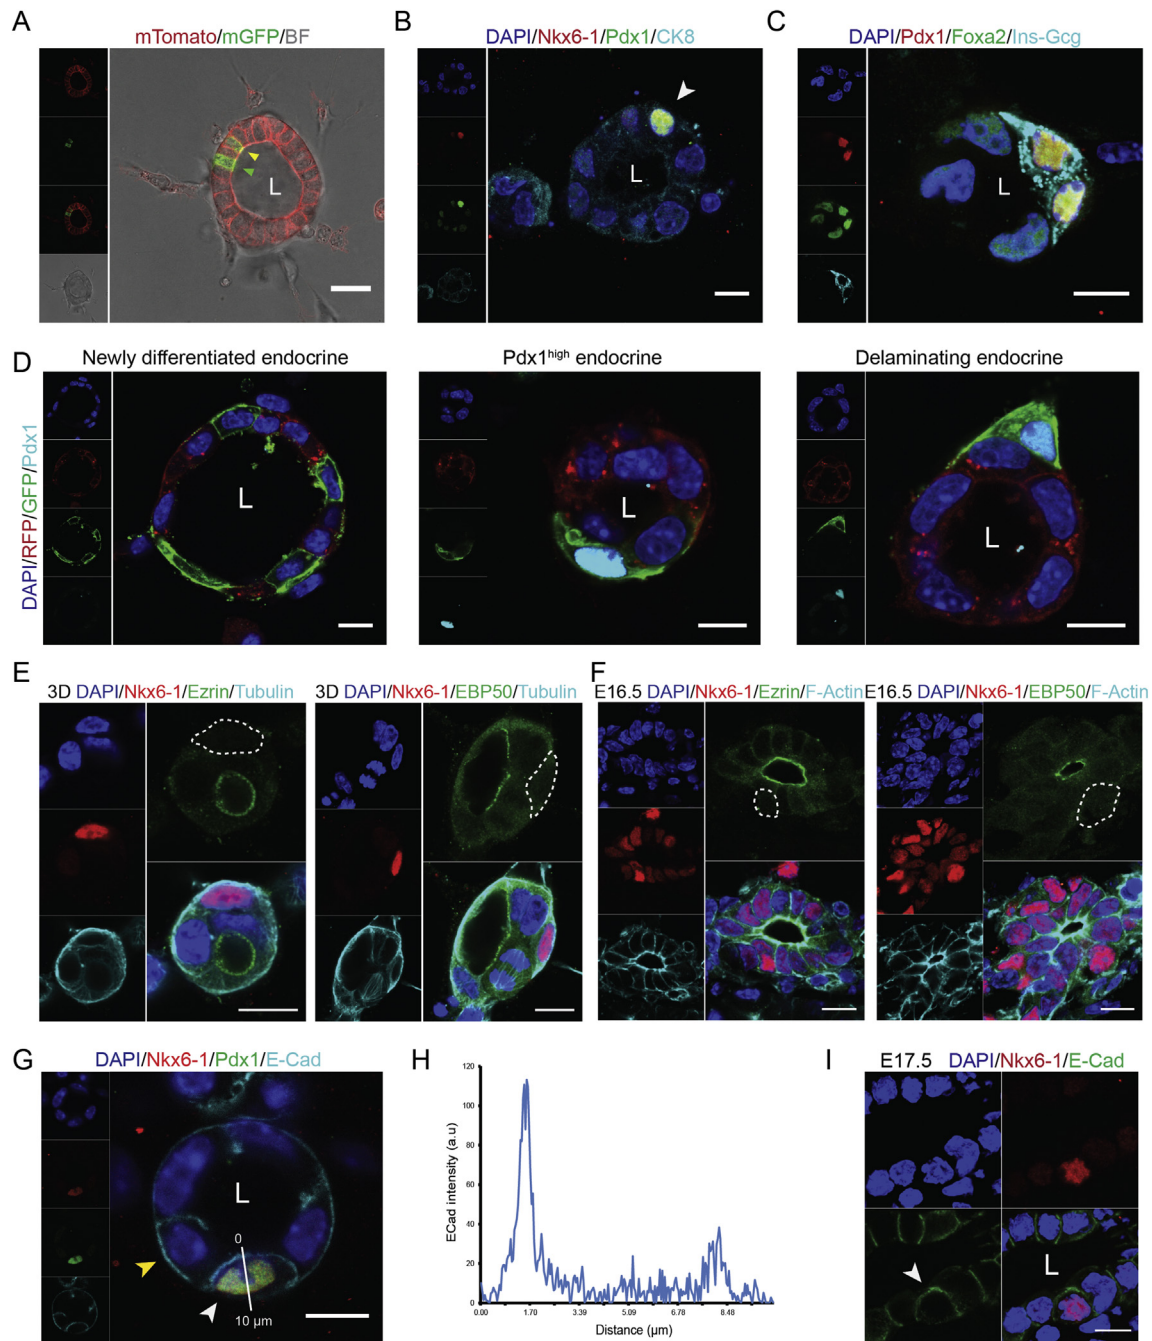 A
mTomato/mGFP/BF
L
B
DAPI/Nkx6-1/Pdx1/CK8
L
C
DAPI/Pdx1/Foxa2/Ins-Gcg
L
D
Newly differentiated endocrine
Pdx1high endocrine
Delaminating endocrine
DAPI/RFP/GFP/Pdx1
L
L
L
E
3D DAPI/Nkx6-1/Ezrin/Tubulin
3D DAPI/Nkx6-1/EBP50/Tubulin
F
E16.5 DAPI/Nkx6-1/Ezrin/F-Actin
E16.5 DAPI/Nkx6-1/EBP50/F-Actin
G
DAPI/Nkx6-1/Pdx1/E-Cad
L
0
10 µm
H
ECad intensity (a.u)
120
100
80
60
40
20
0
0.00 1.70 3.39 5.09 6.78 8.48
Distance (µm)
I
E17.5 DAPI/Nkx6-1/E-Cad
L